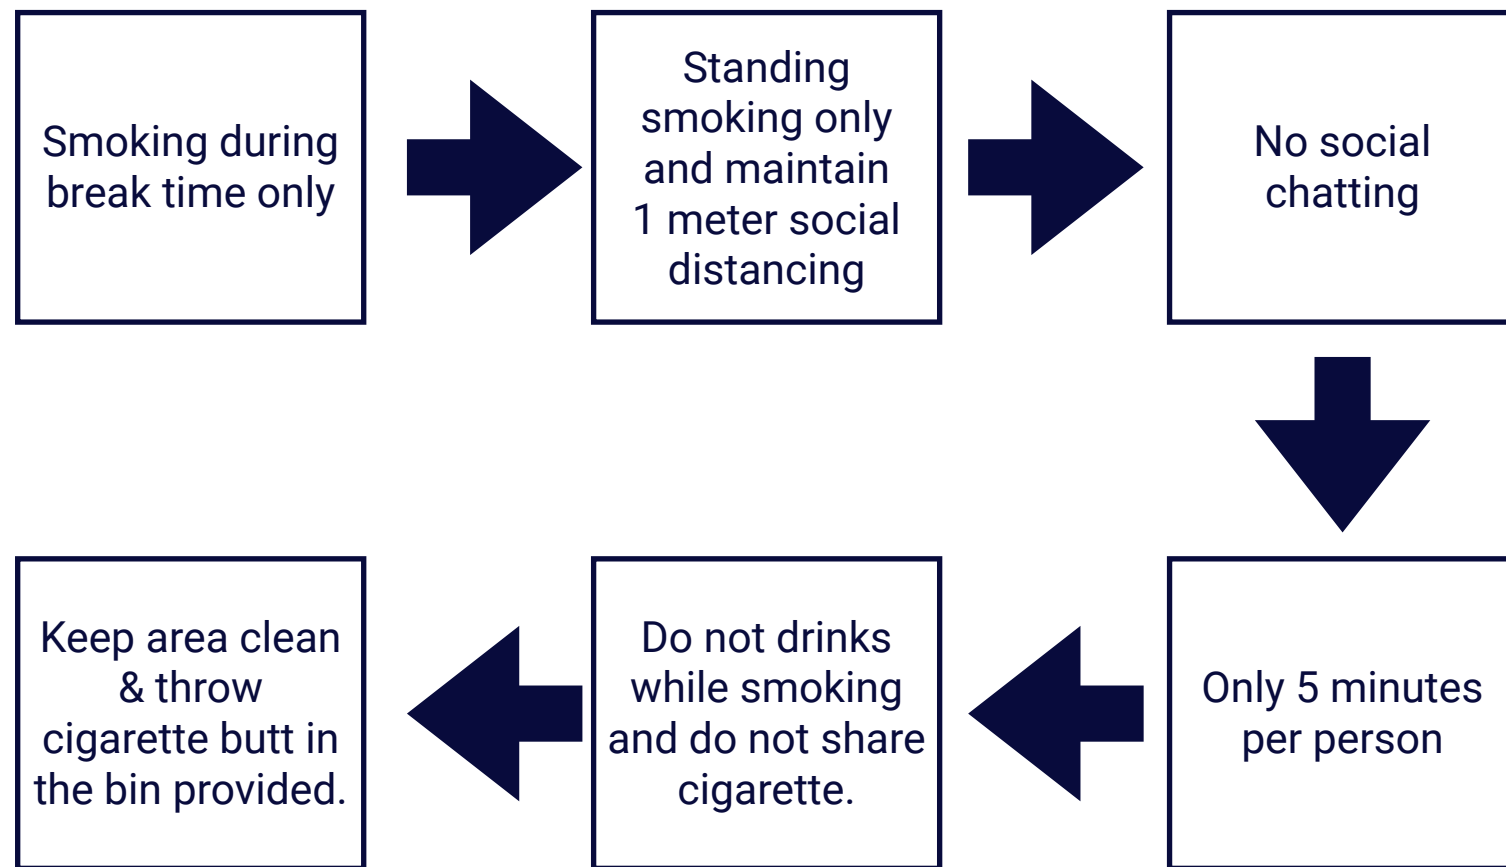 Smoking during
break time only
Standing
smoking only
and maintain
1 meter social
distancing
No social
chatting
Only 5 minutes
per person
Do not drinks
while smoking
and do not share
cigarette.
Keep area clean
& throw
cigarette butt in
the bin provided.